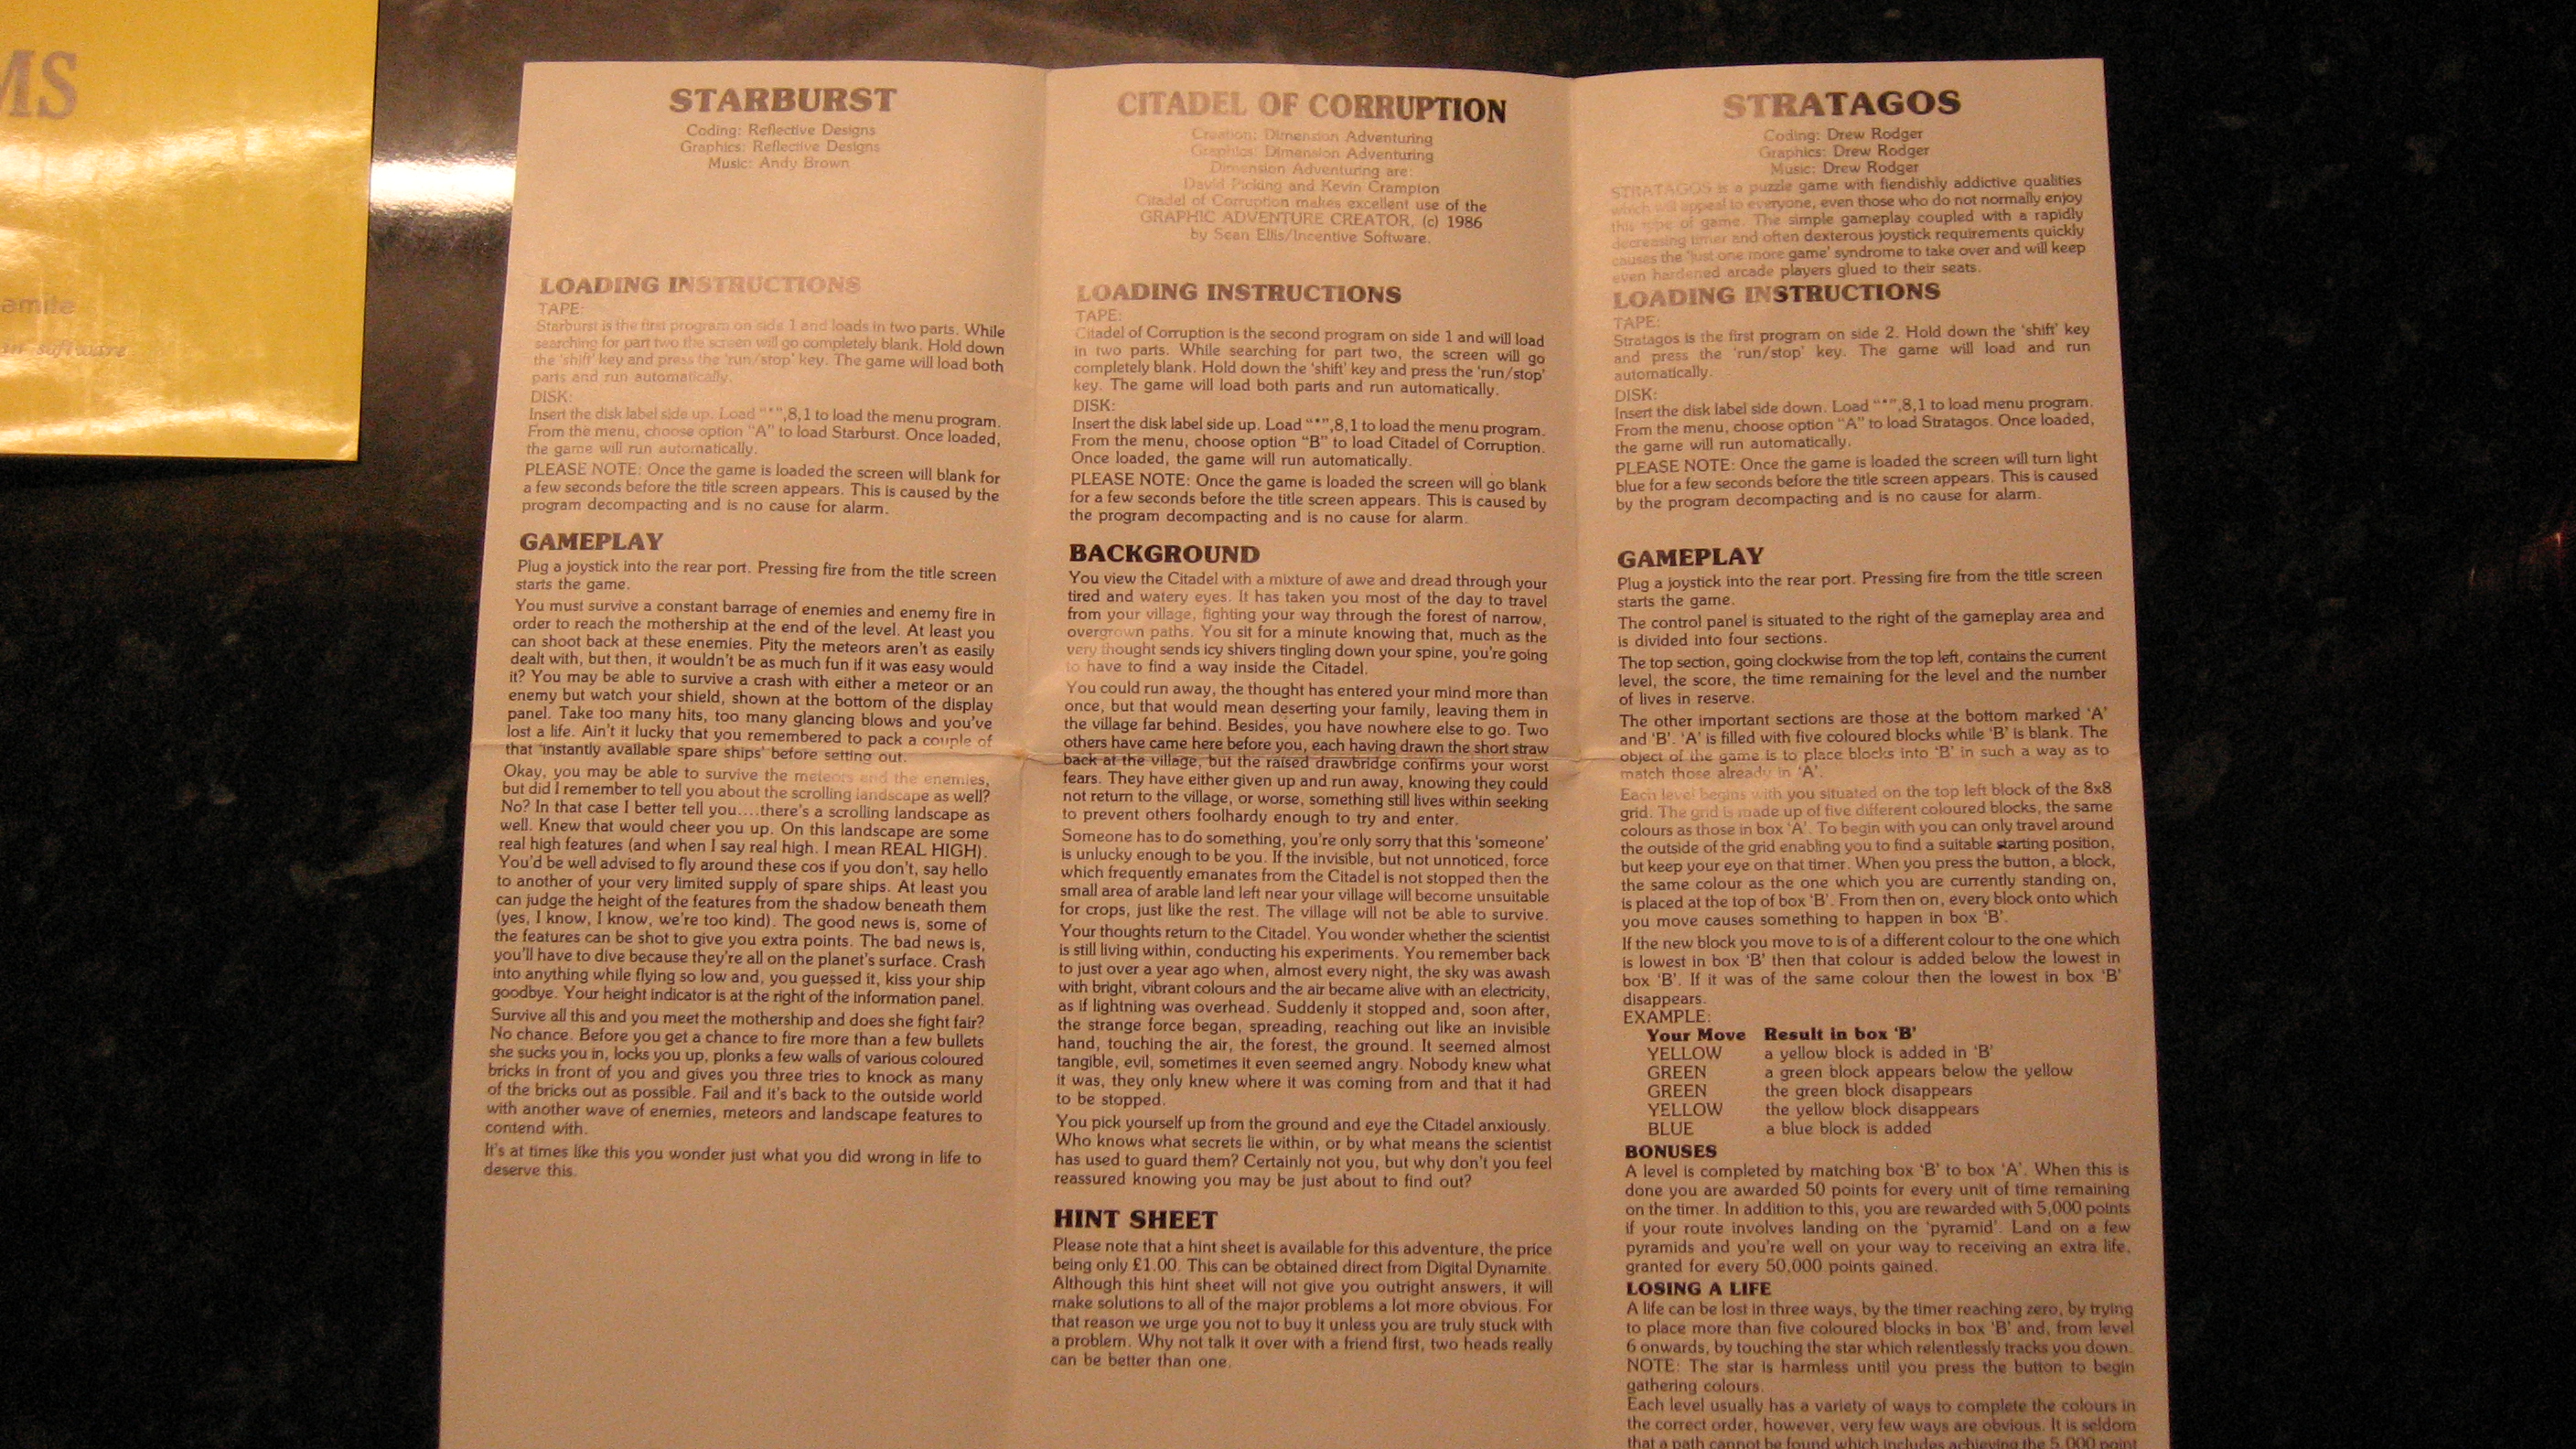 MS
amite
in software
STARBURST
Coding: Reflective Designs
Graphics: Reflective Designs
Music: Andy Brown
LOADING INSTRUCTIONS
TAPE:
Starburst is the first program on side 1 and loads in two parts. While
searching for part two the screen will go completely blank. Hold down
the 'shift' key and press the 'run/stop' key. The game will load both
parts and run automatically.
DISK:
Insert the disk label side up. Load "*",8,1 to load the menu program.
From the menu, choose option "A" to load Starburst. Once loaded,
the game will run automatically.
PLEASE NOTE: Once the game is loaded the screen will blank for
a few seconds before the title screen appears. This is caused by the
program decompacting and is no cause for alarm.
GAMEPLAY
Plug a joystick into the rear port. Pressing fire from the title screen
starts the game.
You must survive a constant barrage of enemies and enemy fire in
order to reach the mothership at the end of the level. At least you
can shoot back at these enemies. Pity the meteors aren't as easily
dealt with, but then, it wouldn't be as much fun if it was easy would
it? You may be able to survive a crash with either a meteor or an
enemy but watch your shield, shown at the bottom of the display
panel. Take too many hits, too many glancing blows and you've
lost a life. Ain't it lucky that you remembered to pack a couple of
that 'instantly available spare ships' before setting out.
Okay, you may be able to survive the meteors and the enemies,
but did I remember to tell you about the scrolling landscape as well?
No? In that case I better tell you....there's a scrolling landscape as
well. Knew that would cheer you up. On this landscape are some
real high features (and when I say real high. I mean REAL HIGH).
You'd be well advised to fly around these cos if you don't, say hello
to another of your very limited supply of spare ships. At least you
can judge the height of the features from the shadow beneath them
(yes, I know, I know, we're too kind). The good news is, some of
the features can be shot to give you extra points. The bad news is,
you'll have to dive because they're all on the planet's surface. Crash
into anything while flying so low and, you guessed it, kiss your ship
goodbye. Your height indicator is at the right of the information panel.
Survive all this and you meet the mothership and does she fight fair?
No chance. Before you get a chance to fire more than a few bullets
she sucks you in, locks you up, plonks a few walls of various coloured
bricks in front of you and gives you three tries to knock as many
of the bricks out as possible. Fail and it's back to the outside world
with another wave of enemies, meteors and landscape features to
contend with.
It's at times like this you wonder just what you did wrong in life to
deserve this.
CITADEL OF CORRUPTION
Creation: Dimension Adventuring
Graphics: Dimension Adventuring
Dimension Adventuring are:
David Picking and Kevin Crampton
Citadel of Corruption makes excellent use of the
GRAPHIC ADVENTURE CREATOR, (c) 1986
by Sean Ellis/Incentive Software.
LOADING INSTRUCTIONS
TAPE:
Citadel of Corruption is the second program on side 1 and will load
in two parts. While searching for part two, the screen will go
completely blank. Hold down the 'shift' key and press the 'run/stop'
key. The game will load both parts and run automatically.
DISK:
Insert the disk label side up. Load "*",8,1 to load the menu program.
From the menu, choose option "B" to load Citadel of Corruption.
Once loaded, the game will run automatically.
PLEASE NOTE: Once the game is loaded the screen will go blank
for a few seconds before the title screen appears. This is caused by
the program decompacting and is no cause for alarm.
BACKGROUND
You view the Citadel with a mixture of awe and dread through your
tired and watery eyes. It has taken you most of the day to travel
from your village, fighting your way through the forest of narrow,
overgrown paths. You sit for a minute knowing that, much as the
very thought sends icy shivers tingling down your spine, you're going
to have to find a way inside the Citadel.
You could run away, the thought has entered your mind more than
once, but that would mean deserting your family, leaving them in
the village far behind. Besides, you have nowhere else to go. Two
others have came here before you, each having drawn the short straw
back at the village, but the raised drawbridge confirms your worst
fears. They have either given up and run away, knowing they could
not return to the village, or worse, something still lives within seeking
to prevent others foolhardy enough to try and enter.
Someone has to do something, you're only sorry that this 'someone'
is unlucky enough to be you. If the invisible, but not unnoticed, force
which frequently emanates from the Citadel is not stopped then the
small area of arable land left near your village will become unsuitable
for crops, just like the rest. The village will not be able to survive.
Your thoughts return to the Citadel. You wonder whether the scientist
is still living within, conducting his experiments. You remember back
to just over a year ago when, almost every night, the sky was awash
with bright, vibrant colours and the air became alive with an electricity,
as if lightning was overhead. Suddenly it stopped and, soon after,
the strange force began, spreading, reaching out like an invisible
hand, touching the air, the forest, the ground. It seemed almost
tangible, evil, sometimes it even seemed angry. Nobody knew what
it was, they only knew where it was coming from and that it had
to be stopped.
You pick yourself up from the ground and eye the Citadel anxiously.
Who knows what secrets lie within, or by what means the scientist
has used to guard them? Certainly not you, but why don't you feel
reassured knowing you may be just about to find out?
HINT SHEET
Please note that a hint sheet is available for this adventure, the price
being only £1.00. This can be obtained direct from Digital Dynamite.
Although this hint sheet will not give you outright answers, it will
make solutions to all of the major problems a lot more obvious. For
that reason we urge you not to buy it unless you are truly stuck with
a problem. Why not talk it over with a friend first, two heads really
can be better than one.
STRATAGOS
Coding: Drew Rodger
Graphics: Drew Rodger
Music: Drew Rodger
STRATAGOS is a puzzle game with fiendishly addictive qualities
which will appeal to everyone, even those who do not normally enjoy
this type of game. The simple gameplay coupled with a rapidly
decreasing timer and often dexterous joystick requirements quickly
causes the 'just one more game' syndrome to take over and will keep
even hardened arcade players glued to their seats.
LOADING INSTRUCTIONS
TAPE:
Stratagos is the first program on side 2. Hold down the 'shift' key
and press the 'run/stop' key. The game will load and run
automatically.
DISK:
Insert the disk label side down. Load "*",8,1 to load menu program.
From the menu, choose option "A" to load Stratagos. Once loaded,
the game will run automatically.
PLEASE NOTE: Once the game is loaded the screen will turn light
blue for a few seconds before the title screen appears. This is caused
by the program decompacting and is no cause for alarm.
GAMEPLAY
Plug a joystick into the rear port. Pressing fire from the title screen
starts the game.
The control panel is situated to the right of the gameplay area and
is divided into four sections.
The top section, going clockwise from the top left, contains the current
level, the score, the time remaining for the level and the number
of lives in reserve.
The other important sections are those at the bottom marked 'A'
and 'B'. 'A' is filled with five coloured blocks while 'B' is blank. The
object of the game is to place blocks into 'B' in such a way as to
match those already in 'A'.
Each level begins with you situated on the top left block of the 8x8
grid. The grid is made up of five different coloured blocks, the same
colours as those in box 'A'. To begin with you can only travel around
the outside of the grid enabling you to find a suitable starting position,
but keep your eye on that timer. When you press the button, a block,
the same colour as the one which you are currently standing on,
is placed at the top of box 'B'. From then on, every block onto which
you move causes something to happen in box 'B'.
If the new block you move to is of a different colour to the one which
is lowest in box 'B' then that colour is added below the lowest in
box 'B'. If it was of the same colour then the lowest in box 'B'
disappears.
EXAMPLE:
Your Move Result in box 'B'
YELLOW a yellow block is added in 'B'
GREEN a green block appears below the yellow
GREEN the green block disappears
YELLOW the yellow block disappears
BLUE a blue block is added
BONUSES
A level is completed by matching box 'B' to box 'A'. When this is
done you are awarded 50 points for every unit of time remaining
on the timer. In addition to this, you are rewarded with 5,000 points
if your route involves landing on the 'pyramid'. Land on a few
pyramids and you're well on your way to receiving an extra life,
granted for every 50,000 points gained.
LOSING A LIFE
A life can be lost in three ways, by the timer reaching zero, by trying
to place more than five coloured blocks in box 'B' and, from level
6 onwards, by touching the star which relentlessly tracks you down.
NOTE: The star is harmless until you press the button to begin
gathering colours.
Each level usually has a variety of ways to complete the colours in
the correct order, however, very few ways are obvious. It is seldom
that a path cannot be found which includes achieving the 5,000 point